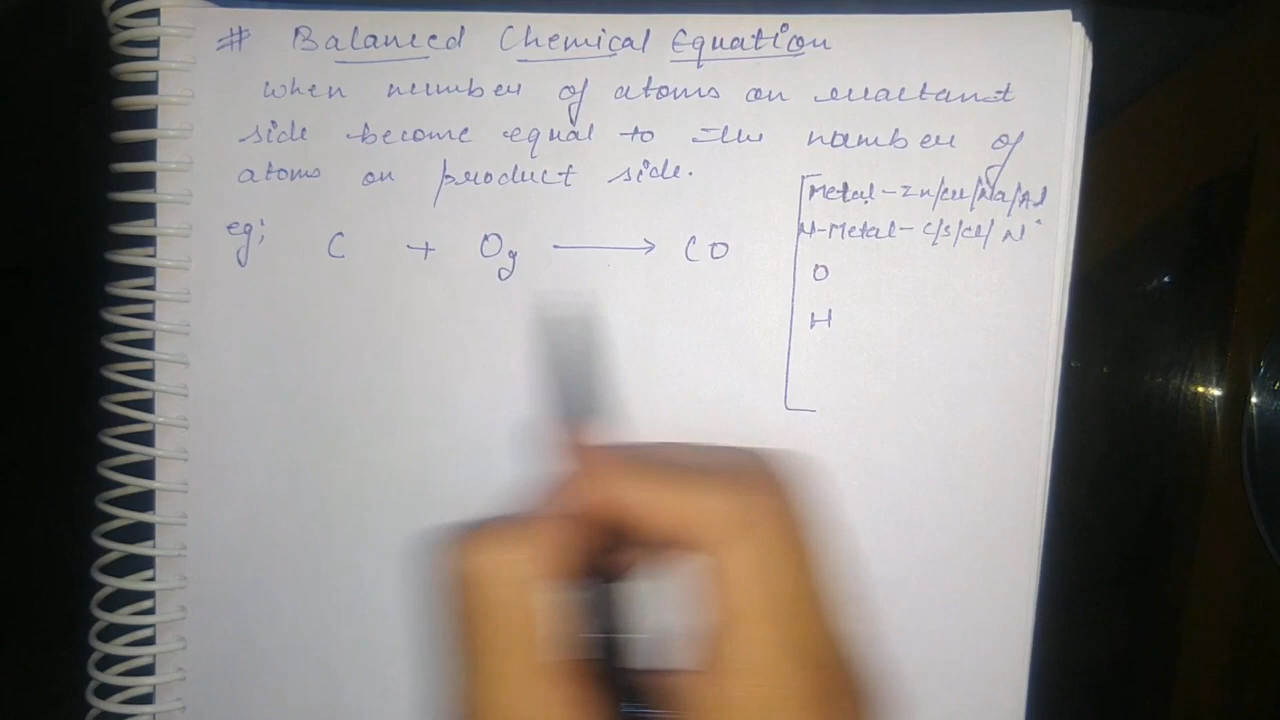 # Balanced Chemical Equation
when number of atoms on reactant
side become equal to the number of
atoms on product side.
eg; C + O2 ⟶ CO
Metal - Zn/Cu/Na/Al
N-Metal - C/S/Cl/N
O
H